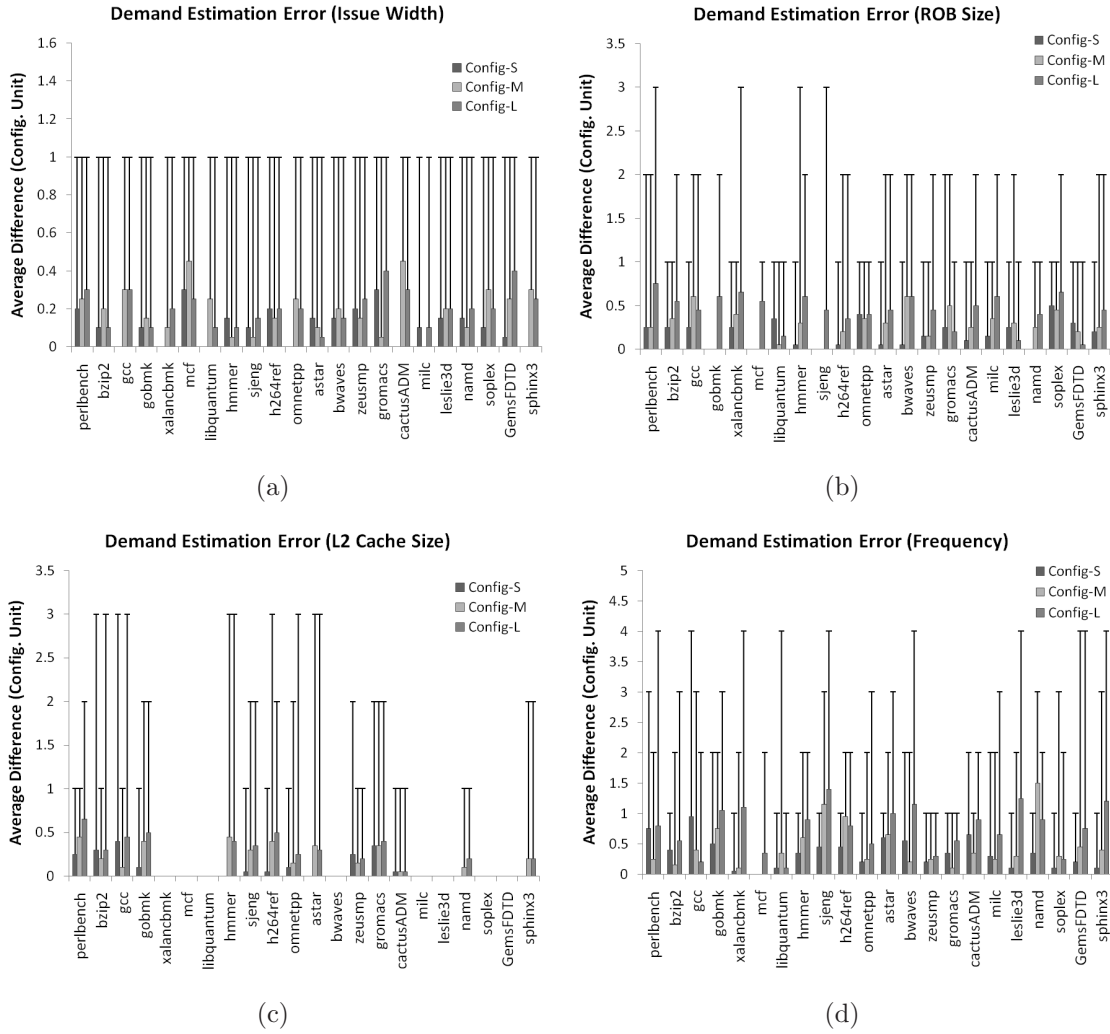 Demand Estimation Error (Issue Width)
Average Difference (Config. Unit)
1.6
1.4
1.2
1
0.8
0.6
0.4
0.2
0
Config-S
Config-M
Config-L
perlbench
bzip2
gcc
gobmk
xalancbmk
mcf
libquantum
hmmer
sjeng
h264ref
omnetpp
astar
bwaves
zeusmp
gromacs
cactusADM
milc
leslie3d
namd
soplex
GemsFDTD
sphinx3
(a)
Demand Estimation Error (ROB Size)
Average Difference (Config. Unit)
3.5
3
2.5
2
1.5
1
0.5
0
Config-S
Config-M
Config-L
perlbench
bzip2
gcc
gobmk
xalancbmk
mcf
libquantum
hmmer
sjeng
h264ref
omnetpp
astar
bwaves
zeusmp
gromacs
cactusADM
milc
leslie3d
namd
soplex
GemsFDTD
sphinx3
(b)
Demand Estimation Error (L2 Cache Size)
Average Difference (Config. Unit)
3.5
3
2.5
2
1.5
1
0.5
0
Config-S
Config-M
Config-L
perlbench
bzip2
gcc
gobmk
xalancbmk
mcf
libquantum
hmmer
sjeng
h264ref
omnetpp
astar
bwaves
zeusmp
gromacs
cactusADM
milc
leslie3d
namd
soplex
GemsFDTD
sphinx3
(c)
Demand Estimation Error (Frequency)
Average Difference (Config. Unit)
5
4.5
4
3.5
3
2.5
2
1.5
1
0.5
0
Config-S
Config-M
Config-L
perlbench
bzip2
gcc
gobmk
xalancbmk
mcf
libquantum
hmmer
sjeng
h264ref
omnetpp
astar
bwaves
zeusmp
gromacs
cactusADM
milc
leslie3d
namd
soplex
GemsFDTD
sphinx3
(d)